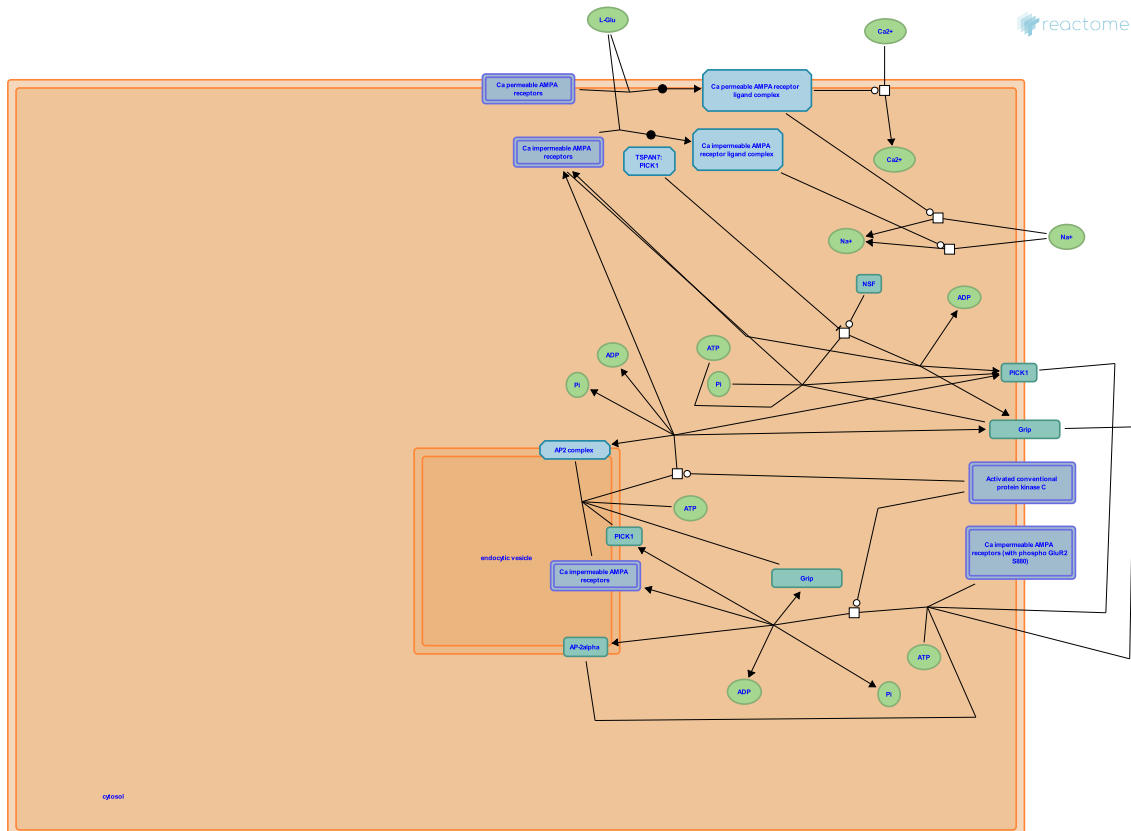 L-Glu
Ca2+
reactome
Ca permeable AMPA
receptors
Ca permeable AMPA receptor
ligand complex
Ca impermeable AMPA
receptors
TSPAN7:
PICK1
Ca impermeable AMPA
receptor ligand complex
Ca2+
Na+
Na+
NSF
ADP
ADP
ATP
Pi
Pi
PICK1
Grip
AP2 complex
Activated conventional
protein kinase C
ATP
PICK1
endocytic vesicle
Ca impermeable AMPA
receptors
Grip
Ca impermeable AMPA
receptors (with phospho GluR2
S880)
AP-2alpha
ATP
ADP
Pi
cytosol